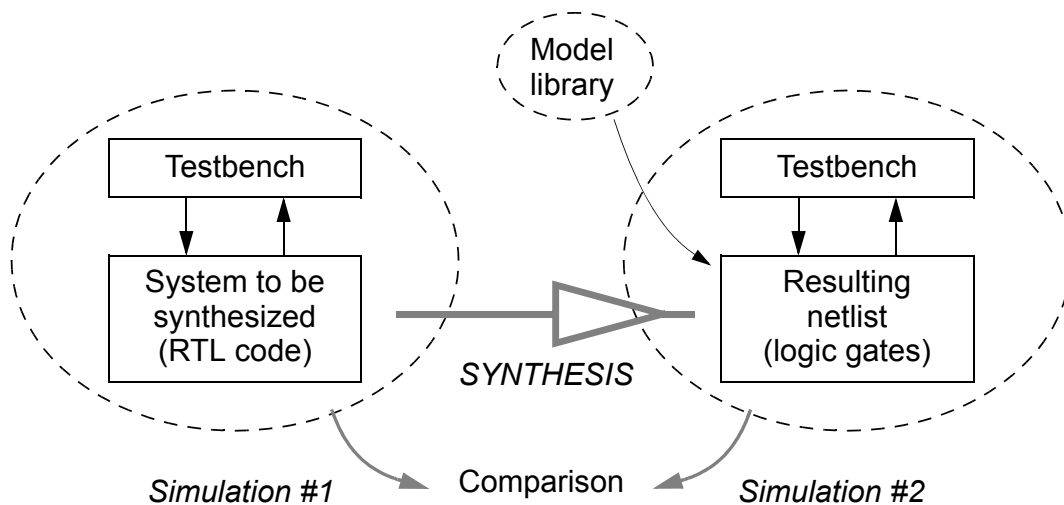 Model
library
Testbench
Testbench
System to be
synthesized
(RTL code)
Resulting
netlist
(logic gates)
SYNTHESIS
Comparison
Simulation #1
Simulation #2